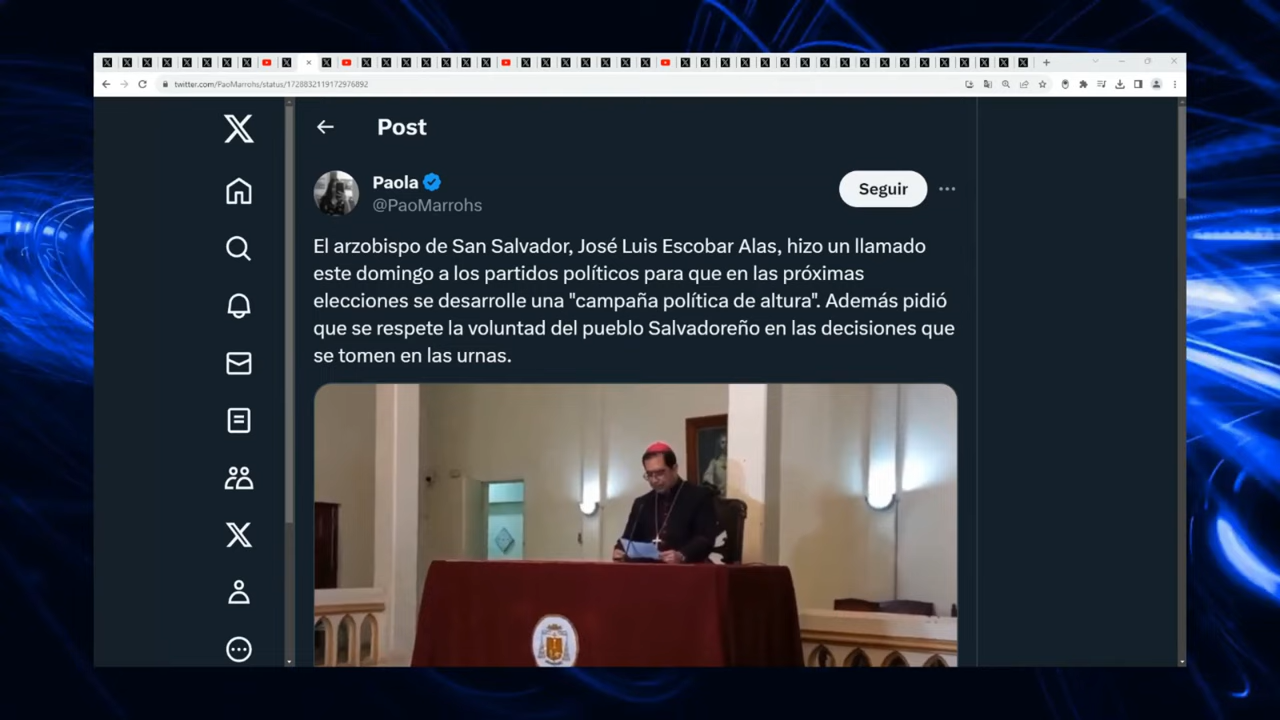 twitter.com/PaoMarrohs/status/1728832119172976892
Post
Paola
@PaoMarrohs
Seguir
El arzobispo de San Salvador, José Luis Escobar Alas, hizo un llamado
este domingo a los partidos políticos para que en las próximas
elecciones se desarrolle una "campaña política de altura". Además pidió
que se respete la voluntad del pueblo Salvadoreño en las decisiones que
se tomen en las urnas.